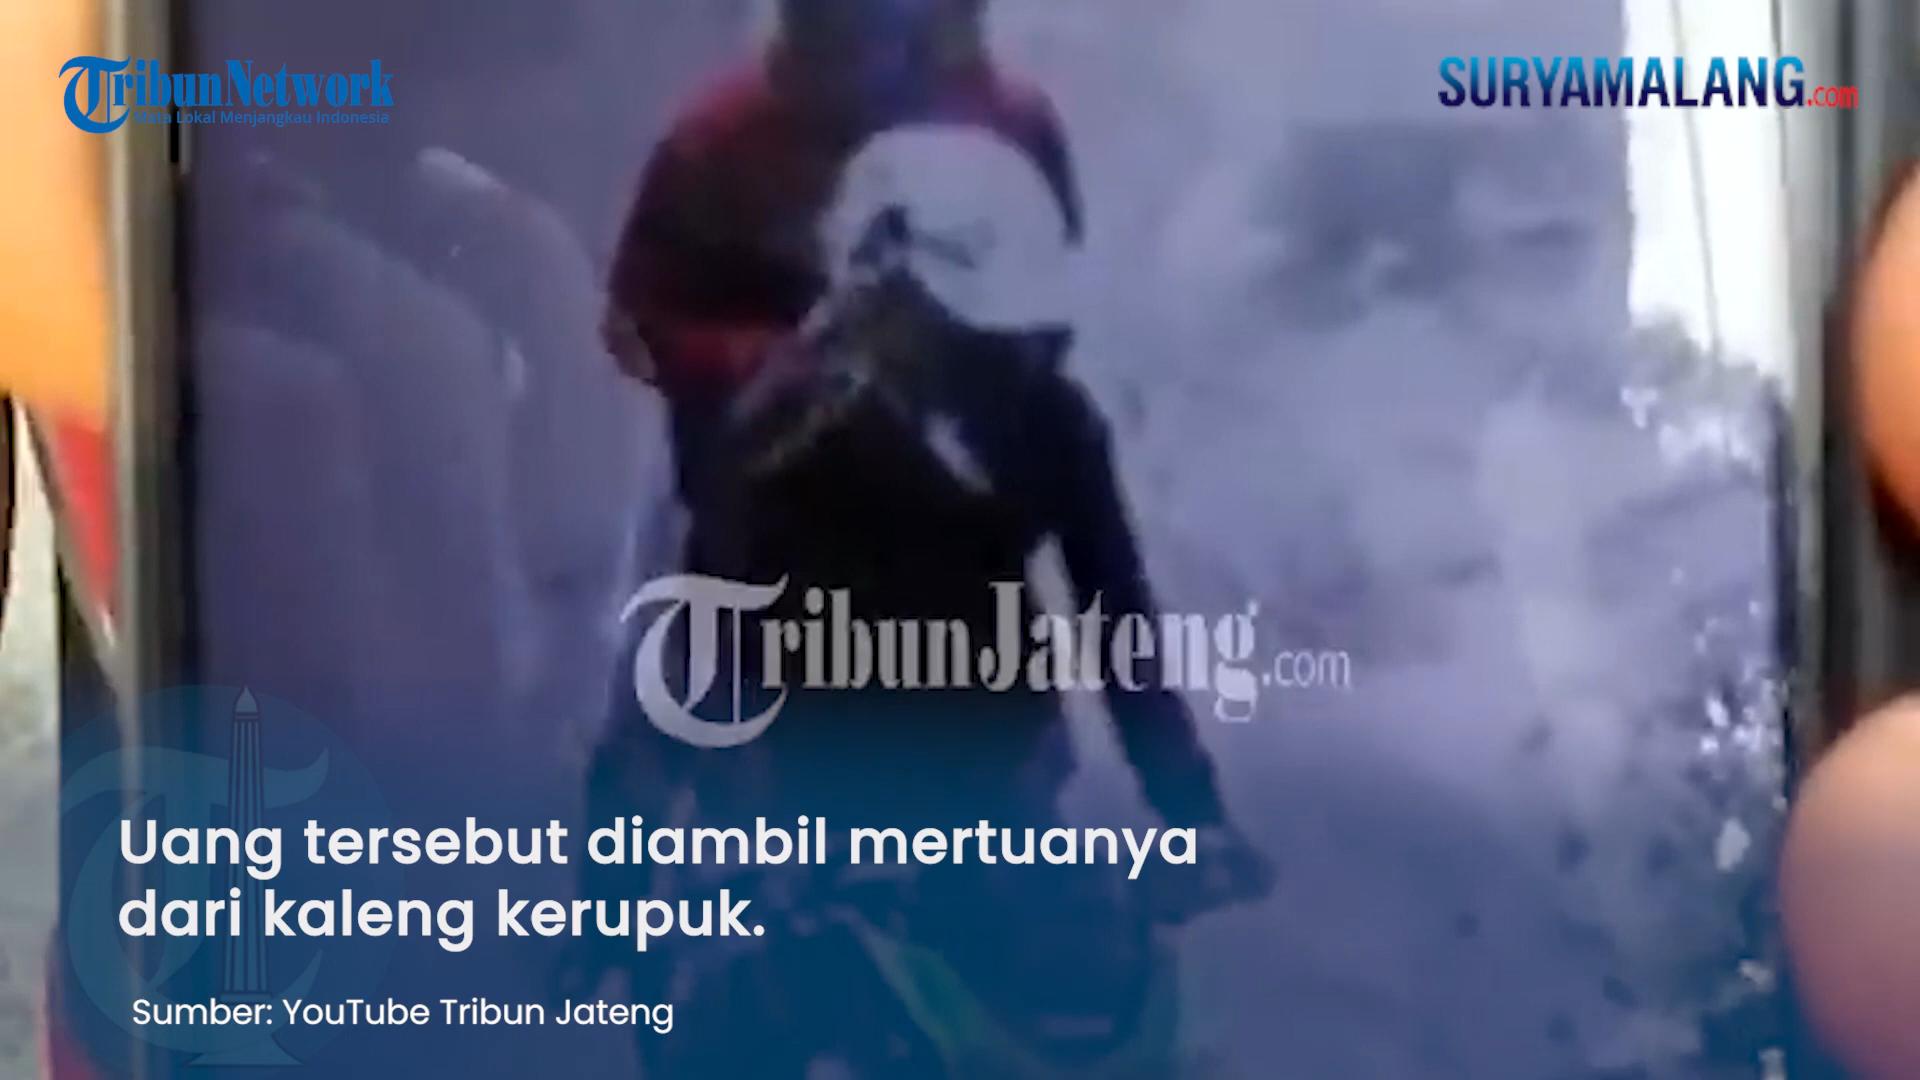 TribunNetwork
Mata Lokal Menjangkau Indonesia
SURYAMALANG.com
TribunJateng.com
Uang tersebut diambil mertuanya
dari kaleng kerupuk.
Sumber: YouTube Tribun Jateng